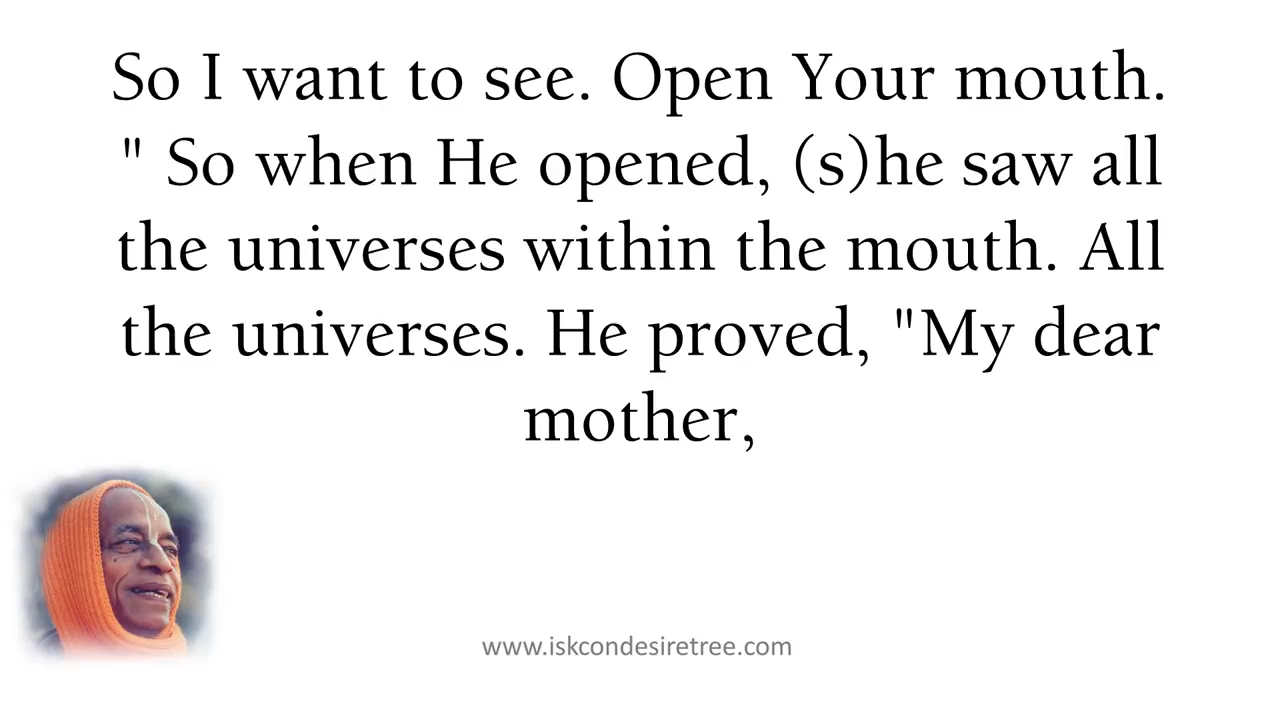 So I want to see. Open Your mouth.
" So when He opened, (s)he saw all
the universes within the mouth. All
the universes. He proved, "My dear
mother,
www.iskcondesiretree.com